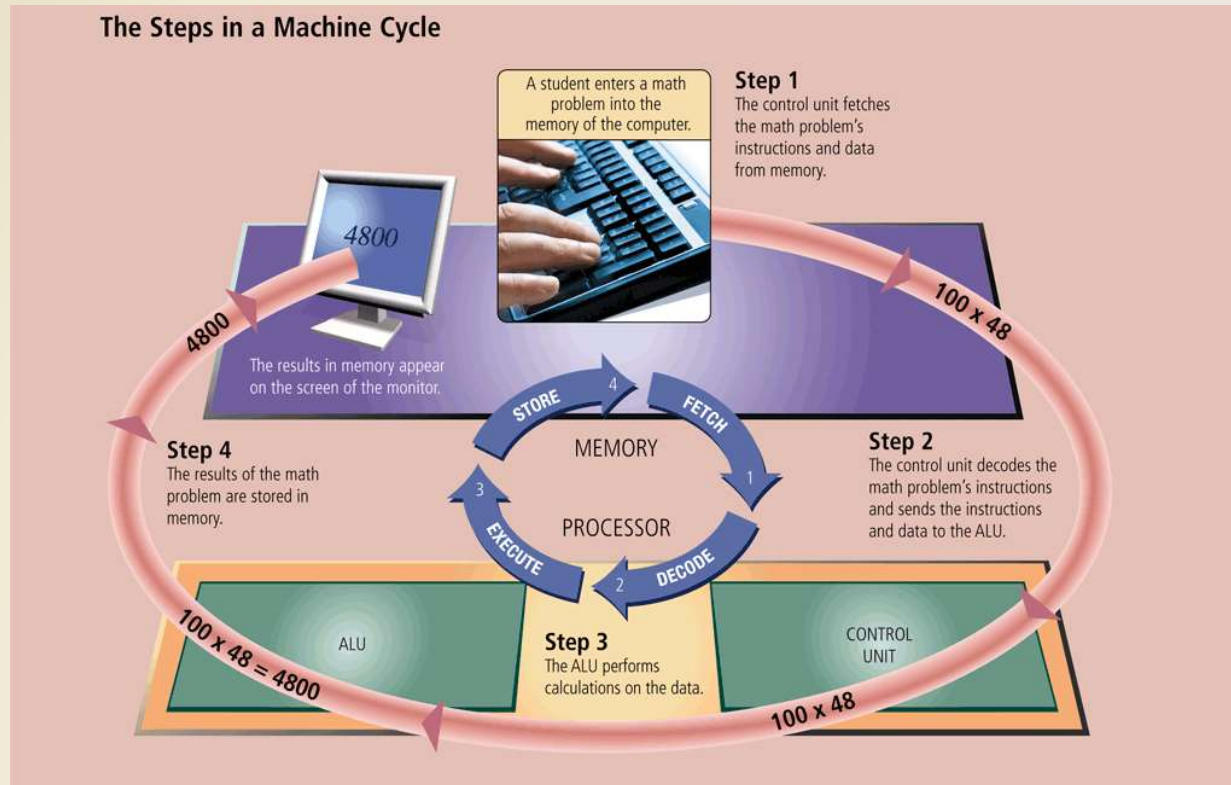 The Steps in a Machine Cycle
A student enters a math
problem into the
memory of the computer.
Step 1
The control unit fetches
the math problem's
instructions and data
from memory.
4800
100 x 48
4800
The results in memory appear
on the screen of the monitor.
4
STORE
FETCH
MEMORY
1
Step 2
The control unit decodes the
math problem's instructions
and sends the instructions
and data to the ALU.
Step 4
The results of the math
problem are stored in
memory.
3
EXECUTE
PROCESSOR
2
DECODE
ALU
Step 3
The ALU performs
calculations on the data.
CONTROL
UNIT
100 x 48 = 4800
100 x 48